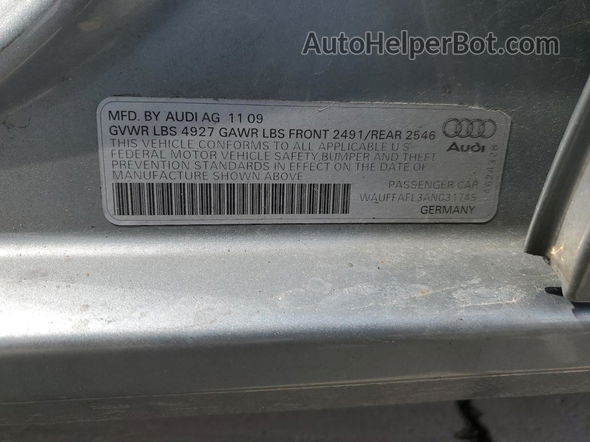 AutoHelperBot.com
MFD. BY AUDI AG 11 09
GVWR LBS 4927 GAWR LBS FRONT 2491/REAR 2546
THIS VEHICLE CONFORMS TO ALL APPLICABLE U S
FEDERAL MOTOR VEHICLE SAFETY BUMPER AND THEFT
PREVENTION STANDARDS IN EFFECT ON THE DATE OF
MANUFACTURE SHOWN ABOVE
Audi
PASSENGER CAR
WAUFFAFL3ANC31745
GERMANY